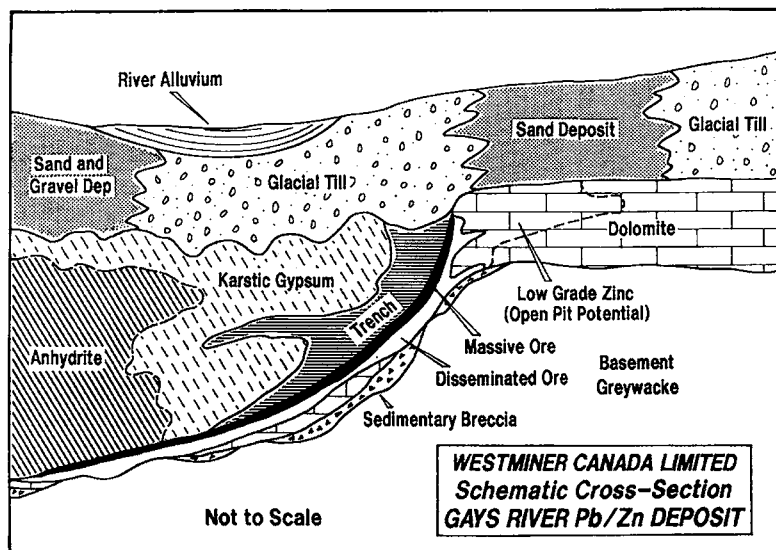 River Alluvium
Sand Deposit
Glacial Till
Sand and
Gravel Dep
Glacial Till
Dolomite
Karstic Gypsum
Low Grade Zinc
(Open Pit Potential)
Trench
Anhydrite
Massive Ore
Disseminated Ore
Basement
Greywacke
Sedimentary Breccia
WESTMINER CANADA LIMITED
Schematic Cross-Section
GAYS RIVER Pb/Zn DEPOSIT
Not to Scale